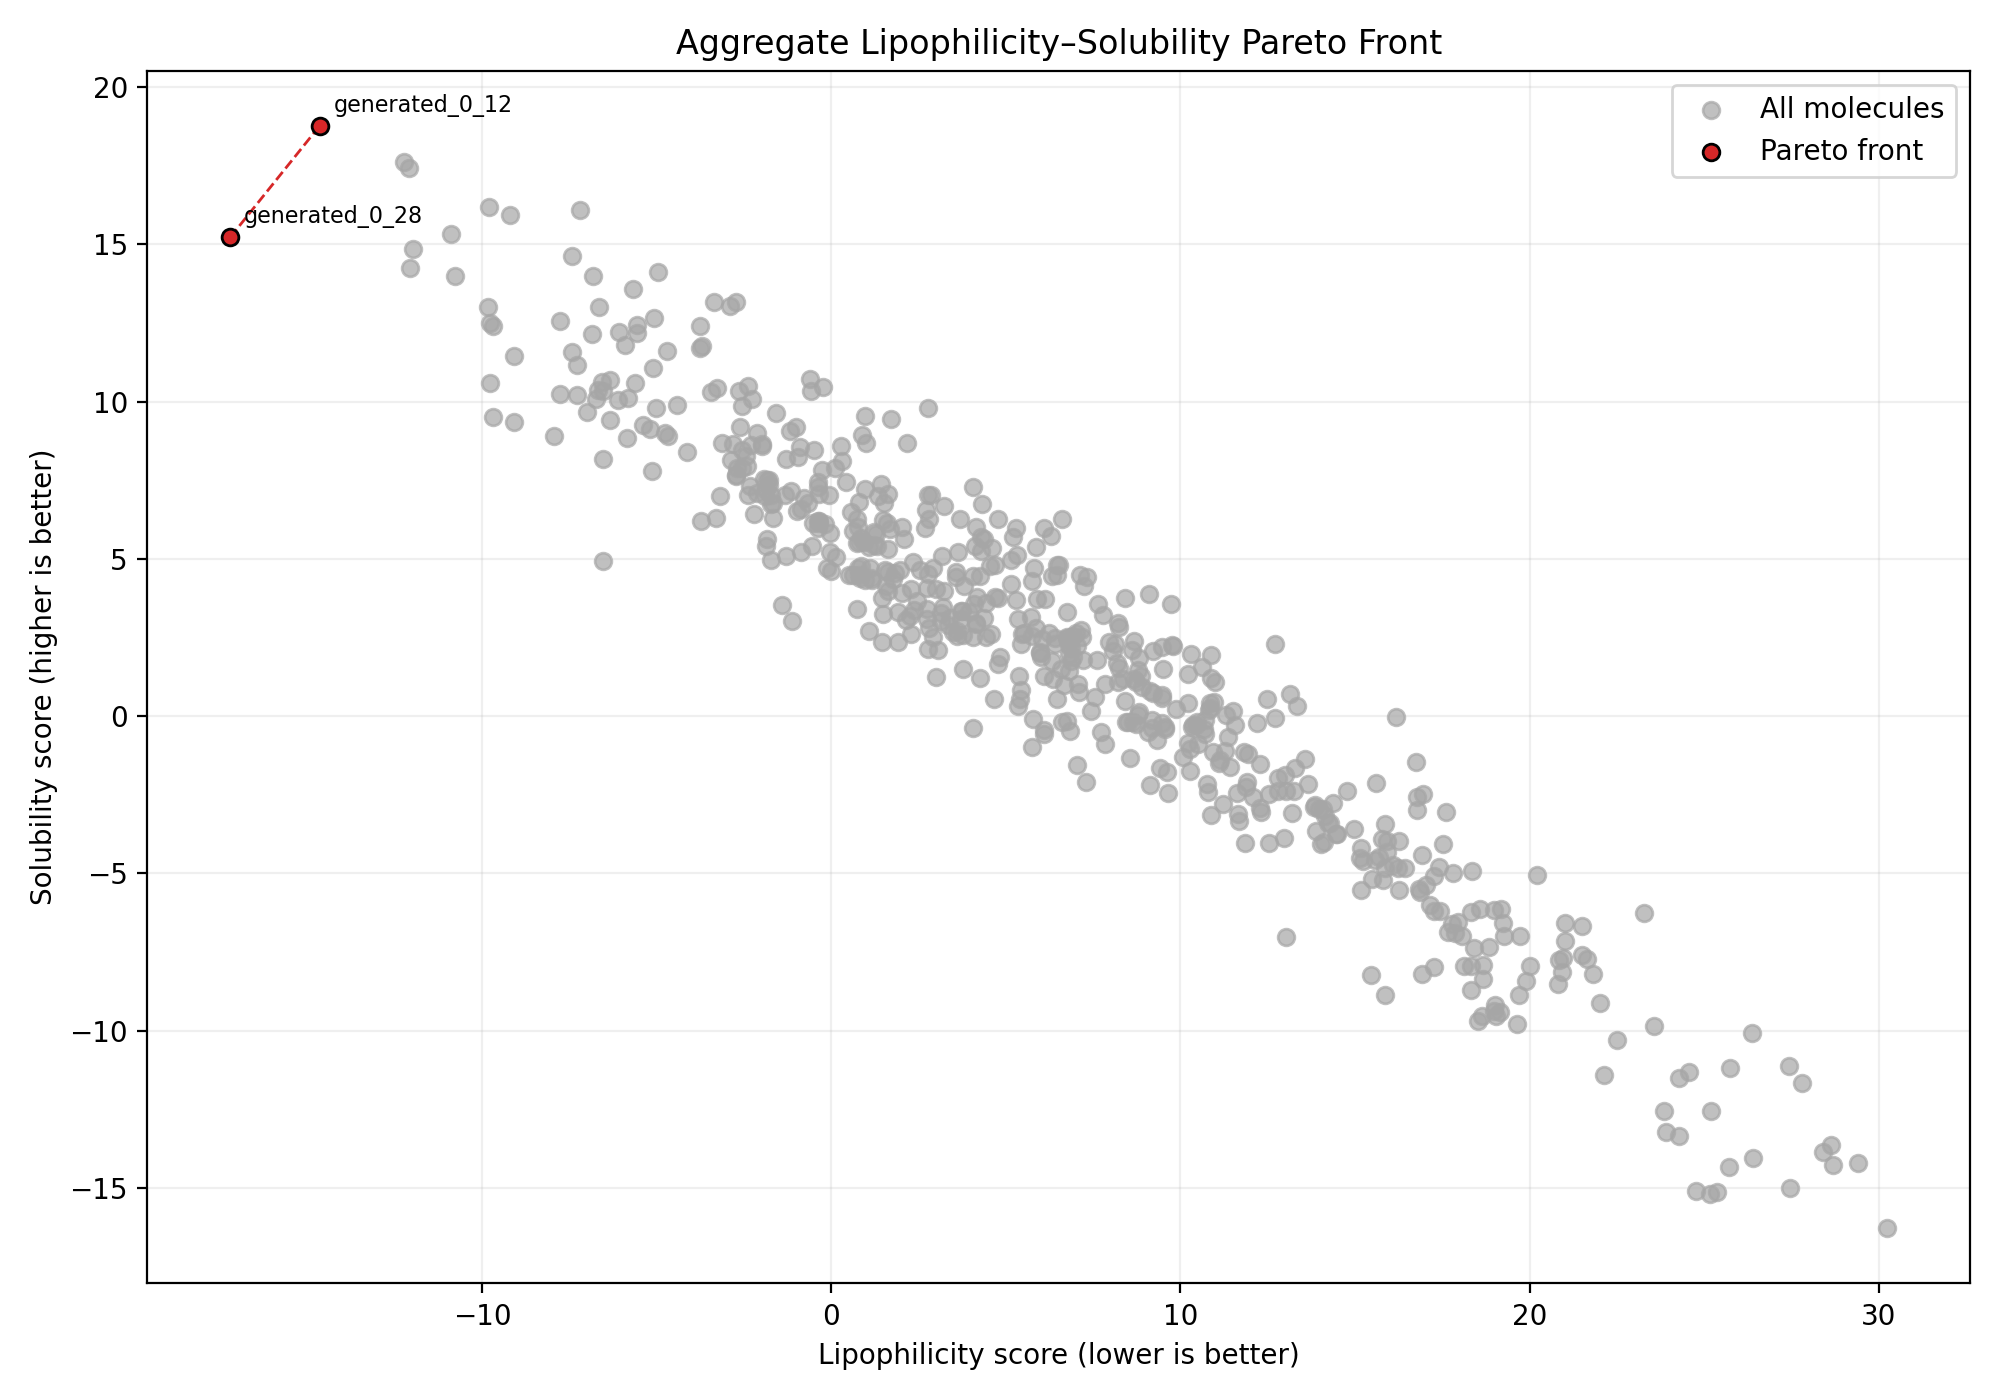 Aggregate Lipophilicity–Solubility Pareto Front
20
15
10
5
0
−5
−10
−15
Solubility score (higher is better)
generated_0_12
generated_0_28
All molecules
Pareto front
−10
0
10
20
30
Lipophilicity score (lower is better)